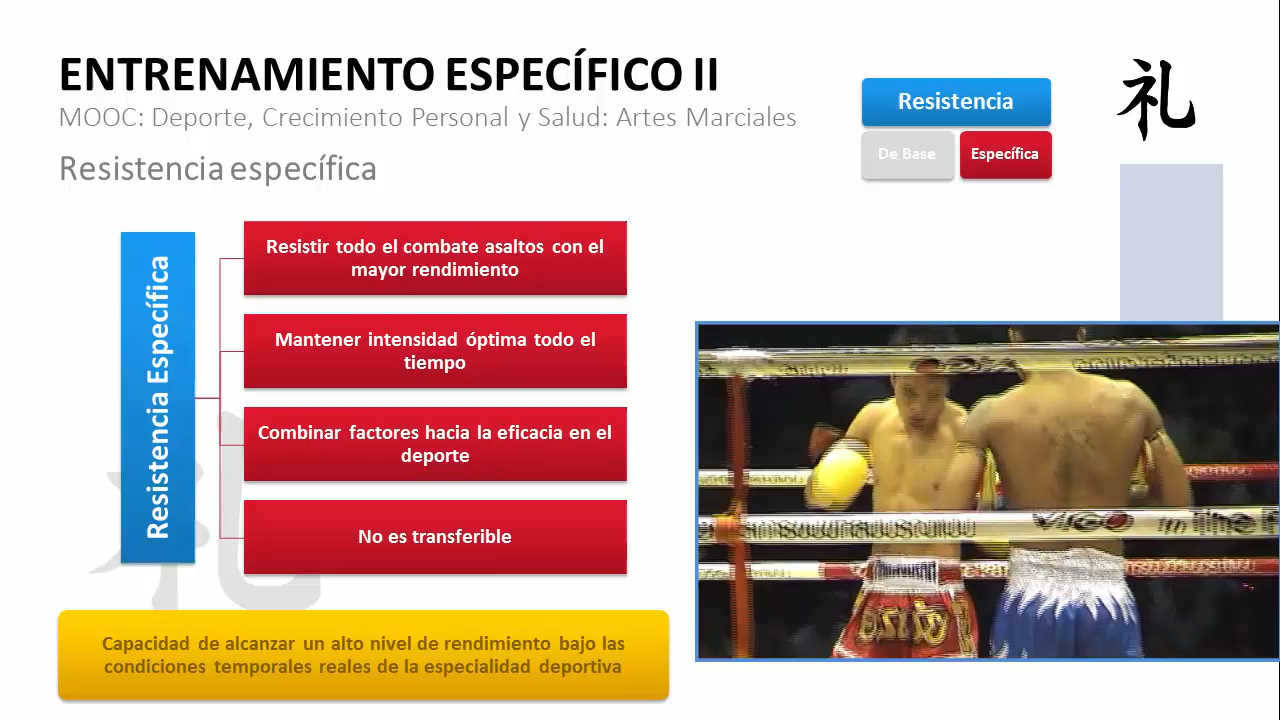 ENTRENAMIENTO ESPECÍFICO II
MOOC: Deporte, Crecimiento Personal y Salud: Artes Marciales
Resistencia específica
Resistencia
De Base
Específica
礼
Resistencia Específica
Resistir todo el combate asaltos con el
mayor rendimiento
Mantener intensidad óptima todo el
tiempo
Combinar factores hacia la eficacia en el
deporte
No es transferible
Capacidad de alcanzar un alto nivel de rendimiento bajo las
condiciones temporales reales de la especialidad deportiva
VIGO